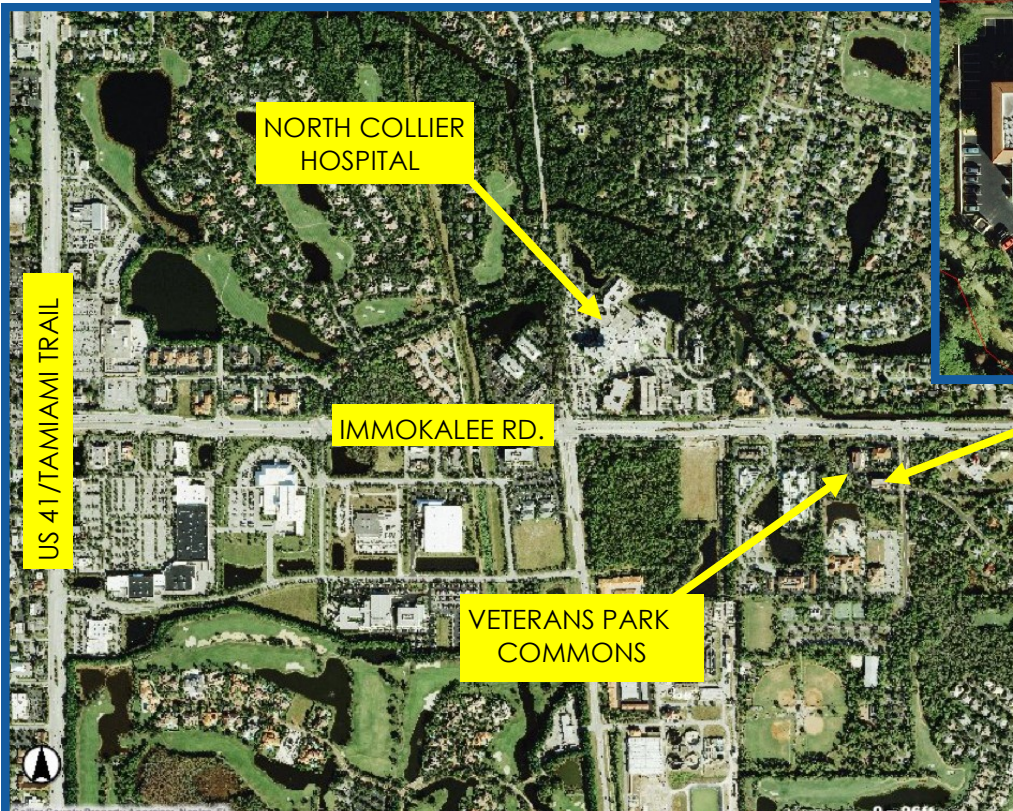 NORTH COLLIER
HOSPITAL
US 41/TAMIAMI TRAIL
IMMOKALEE RD.
VETERANS PARK
COMMONS